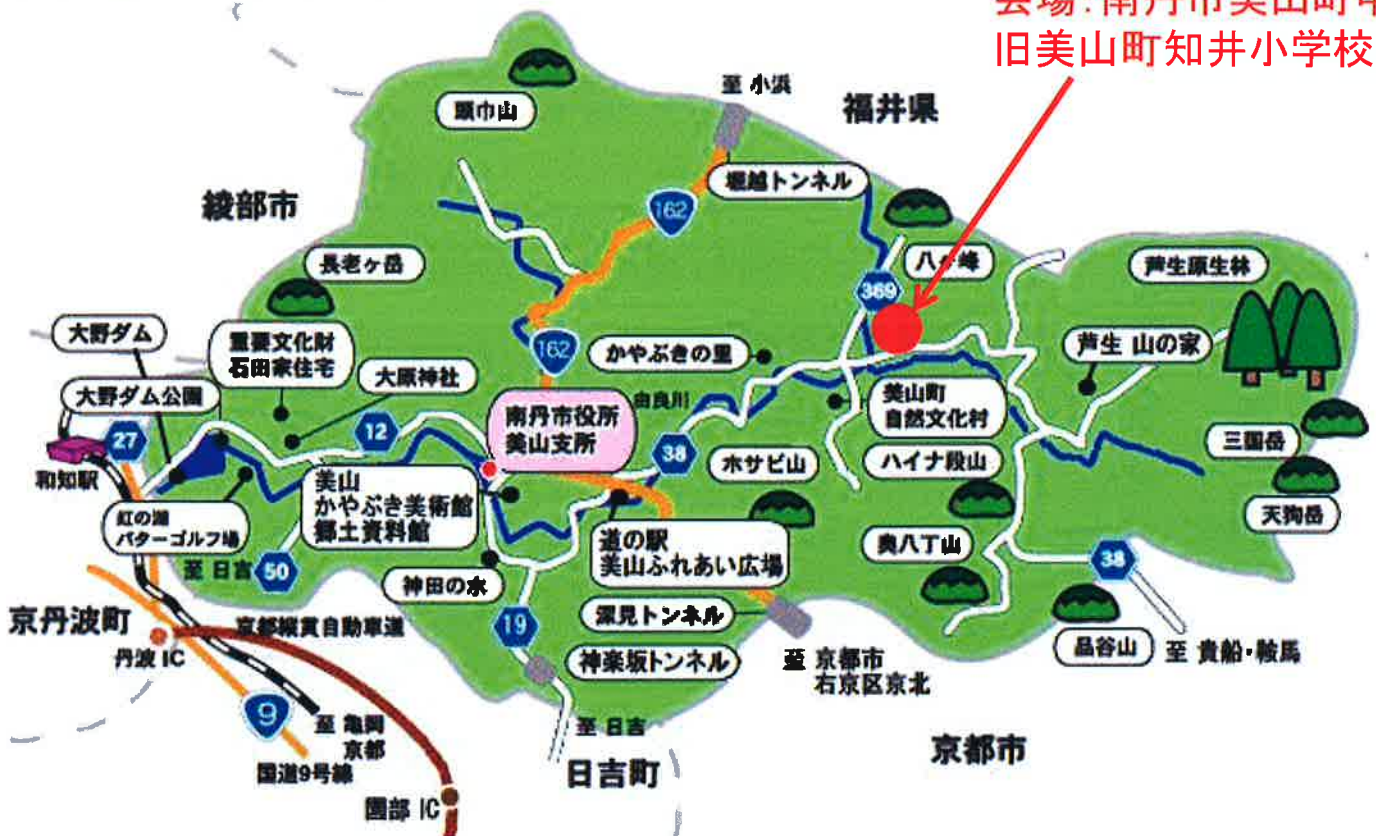 会場:南丹市美山町
旧美山町知井小学校
至 小浜
福井県
頭巾山
堀越トンネル
綾部市
162
長老ヶ岳
八ヶ峰
芦生原生林
369
大野ダム
重要文化財
石田家住宅
162
かやぶきの里
芦生 山の家
大原神社
大野ダム公園
南丹市役所
美山支所
由良川
美山町
自然文化村
27
12
38
三国岳
和知駅
美山
かやぶき美術館
郷土資料館
ホサビ山
ハイナ段山
天狗岳
紅の湖
パターゴルフ場
道の駅
美山ふれあい広場
奥八丁山
至 日吉
50
神田の水
38
京丹波町
京都縦貫自動車道
19
深見トンネル
品谷山
至 貴船・鞍馬
丹波 IC
神楽坂トンネル
至 京都市
右京区京北
9
至 亀岡
京都
至 日吉
京都市
国道9号線
日吉町
園部 IC